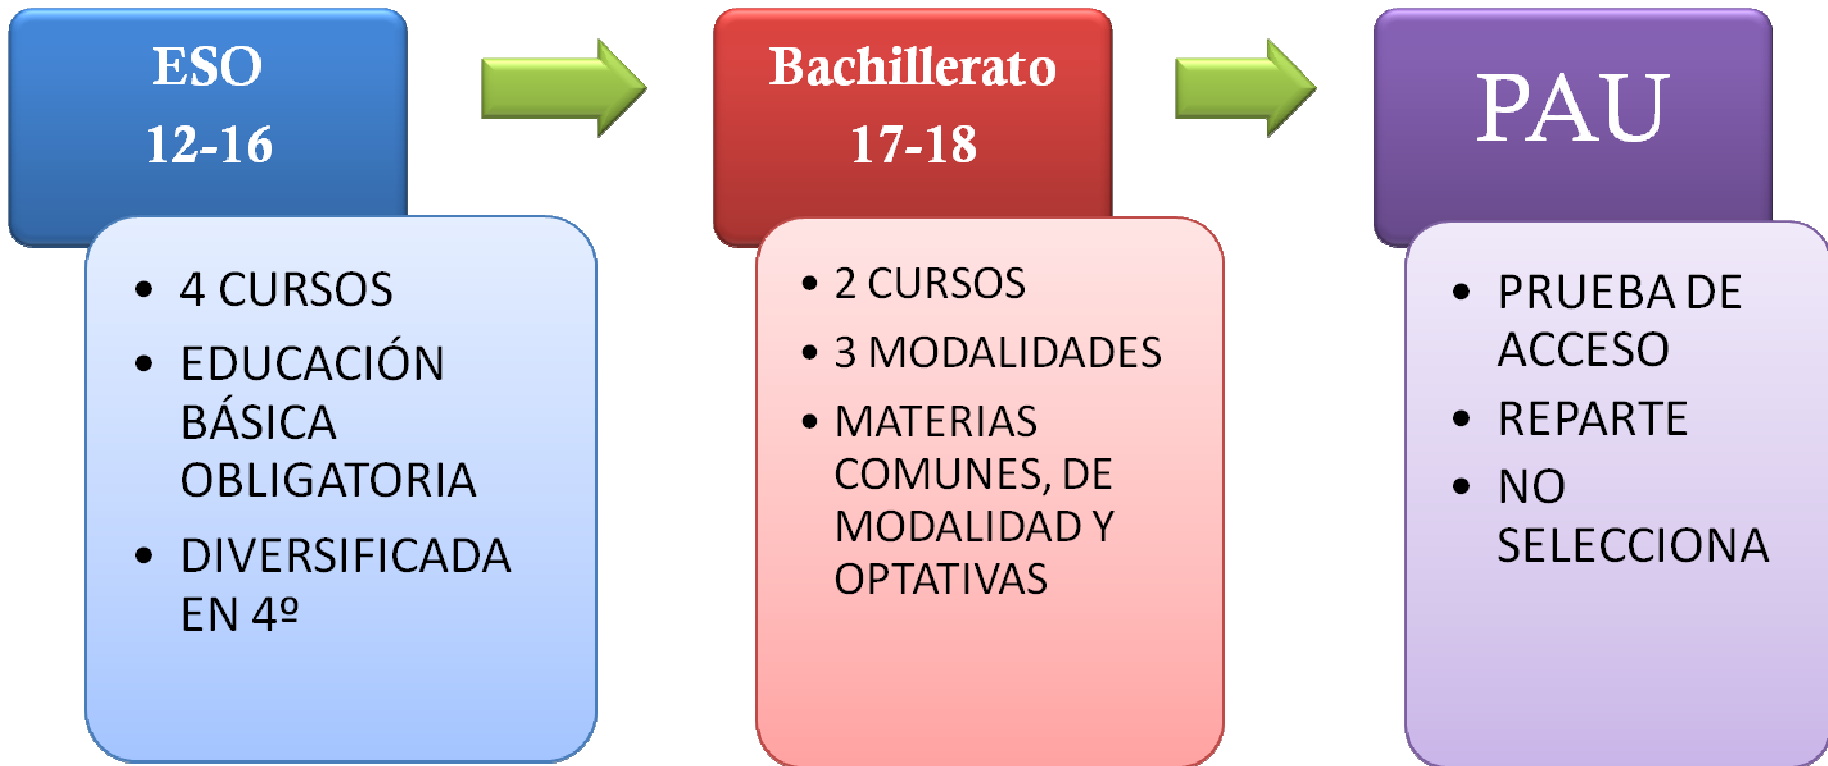 ESO
12-16
• 4 CURSOS
• EDUCACIÓN
BÁSICA
OBLIGATORIA
• DIVERSIFICADA
EN 4º
Bachillerato
17-18
• 2 CURSOS
• 3 MODALIDADES
• MATERIAS
COMUNES, DE
MODALIDAD Y
OPTATIVAS
PAU
• PRUEBA DE
ACCESO
• REPARTE
• NO
SELECCIONA